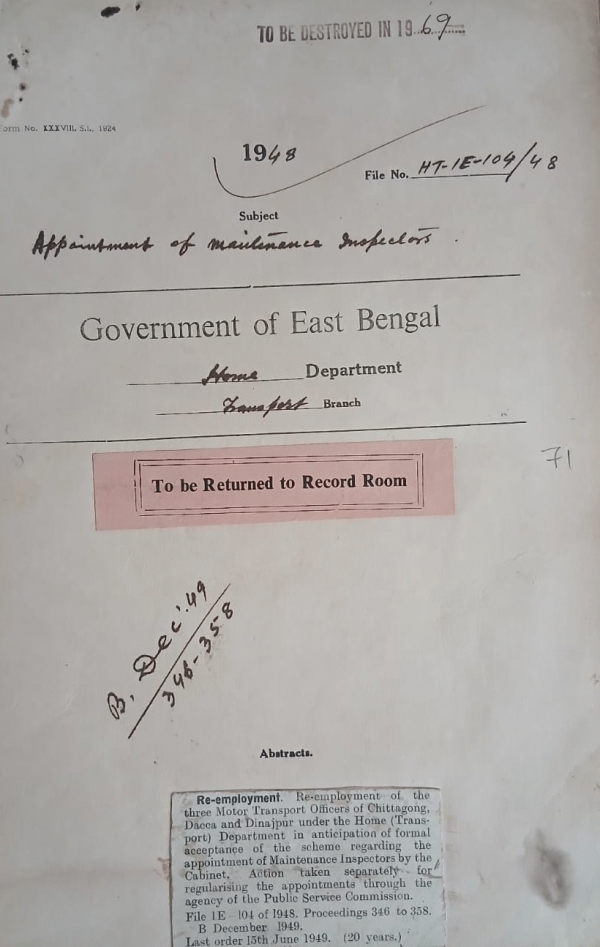 TO BE DESTROYED IN 1969
orm No. XXXVIII, S.L., 1924
1948
File No. HT-1E-104/48
Subject
Appointment of maintenance Inspectors.
Government of East Bengal
Home Department
Transport Branch
To be Returned to Record Room
71
B. Dec'.49
346-358
Abstracts.
Re-employment. Re-employment of the
three Motor Transport Officers of Chittagong,
Dacca and Dinajpur under the Home (Trans-
port) Department in anticipation of formal
acceptance of the scheme regarding the
appointment of Maintenance Inspectors by the
Cabinet. Action taken separately for
regularising the appointments through the
agency of the Public Service Commission.
File 1E 104 of 1948. Proceedings 346 to 358.
B December 1949.
Last order 15th June 1949. (20 years.)